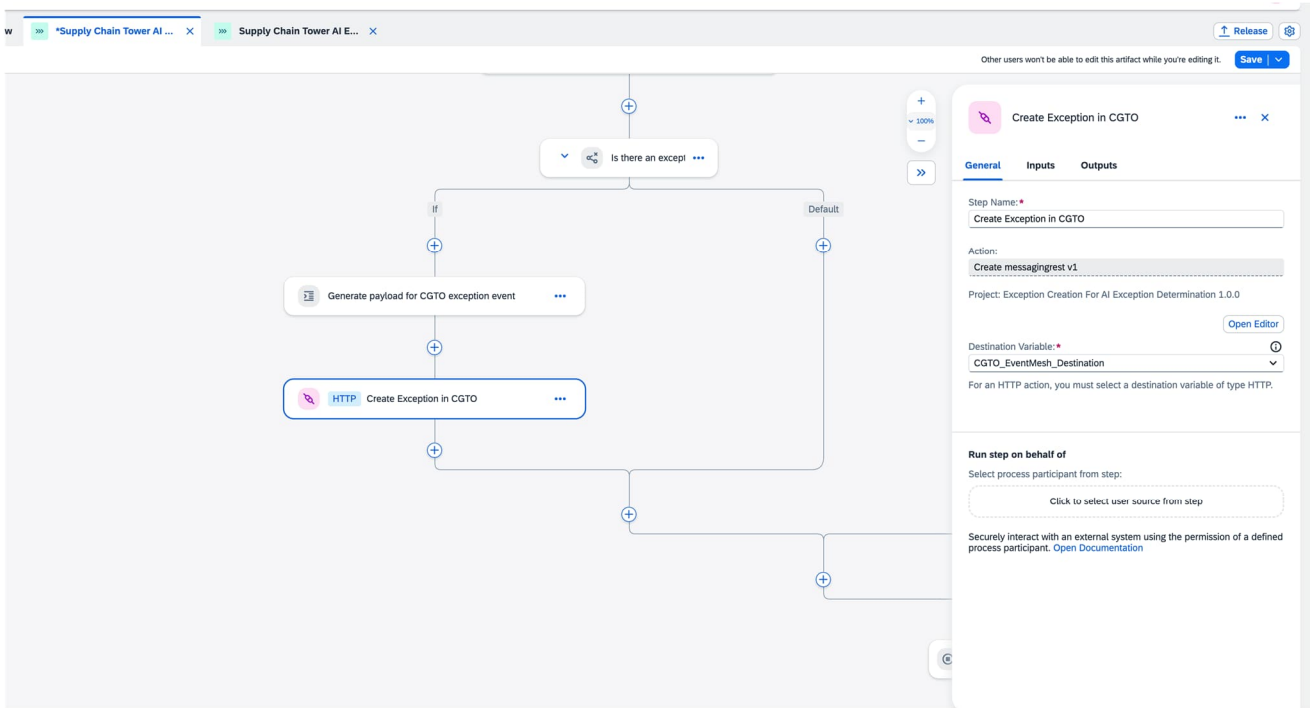 w
*Supply Chain Tower AI ...
Supply Chain Tower AI E...
Release
Other users won't be able to edit this artifact while you're editing it.
Save
100%
Is there an except
If
Default
Generate payload for CGTO exception event
HTTP Create Exception in CGTO
Create Exception in CGTO
General Inputs Outputs
Step Name:*
Create Exception in CGTO
Action:
Create messagingrest v1
Project: Exception Creation For AI Exception Determination 1.0.0
Open Editor
Destination Variable:*
CGTO_EventMesh_Destination
For an HTTP action, you must select a destination variable of type HTTP.
Run step on behalf of
Select process participant from step:
Click to select user source from step
Securely interact with an external system using the permission of a defined
process participant. Open Documentation